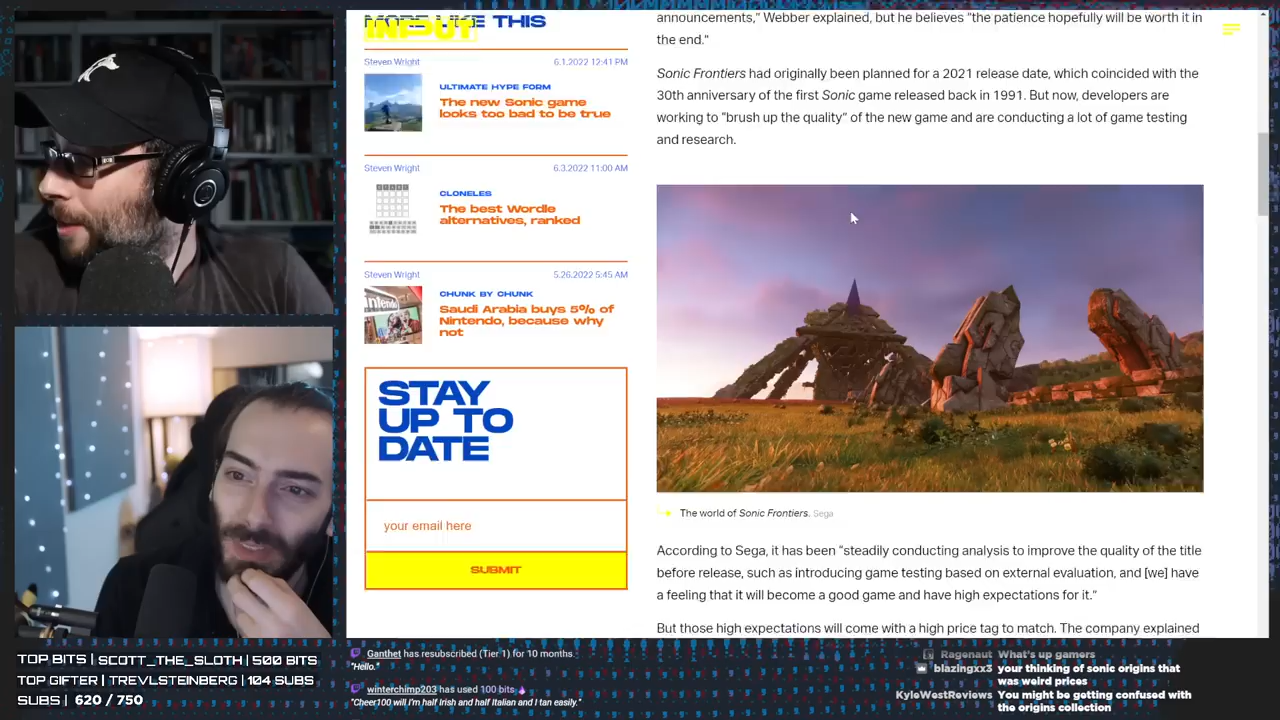 MORE LIKE THIS
INPUT
Steven Wright 6.1.2022 12:41 PM
ULTIMATE HYPE FORM
The new Sonic game
looks too bad to be true
Steven Wright 6.3.2022 11:00 AM
CLONELES
The best Wordle
alternatives, ranked
Steven Wright 5.26.2022 5:45 AM
CHUNK BY CHUNK
Saudi Arabia buys 5% of
Nintendo, because why
not
STAY
UP TO
DATE
your email here
SUBMIT
announcements," Webber explained, but he believes "the patience hopefully will be worth it in
the end."
Sonic Frontiers had originally been planned for a 2021 release date, which coincided with the
30th anniversary of the first Sonic game released back in 1991. But now, developers are
working to "brush up the quality" of the new game and are conducting a lot of game testing
and research.
The world of Sonic Frontiers. Sega
According to Sega, it has been "steadily conducting analysis to improve the quality of the title
before release, such as introducing game testing based on external evaluation, and [we] have
a feeling that it will become a good game and have high expectations for it."
But those high expectations will come with a high price tag to match. The company explained
TOP BITS | SCOTT_THE_SLOTH | 500 BITS
TOP GIFTER | TREVLSTEINBERG | 104 SUBS
SUBS | 620 / 750
Ganthet has resubscribed (Tier 1) for 10 months.
"Hello."
winterchimp203 has used 100 bits
"Cheer100 will I'm half Irish and half Italian and I tan easily."
Ragenaut What's up gamers
blazingxx3 your thinking of sonic origins that
was weird prices
KyleWestReviews You might be getting confused with
the origins collection